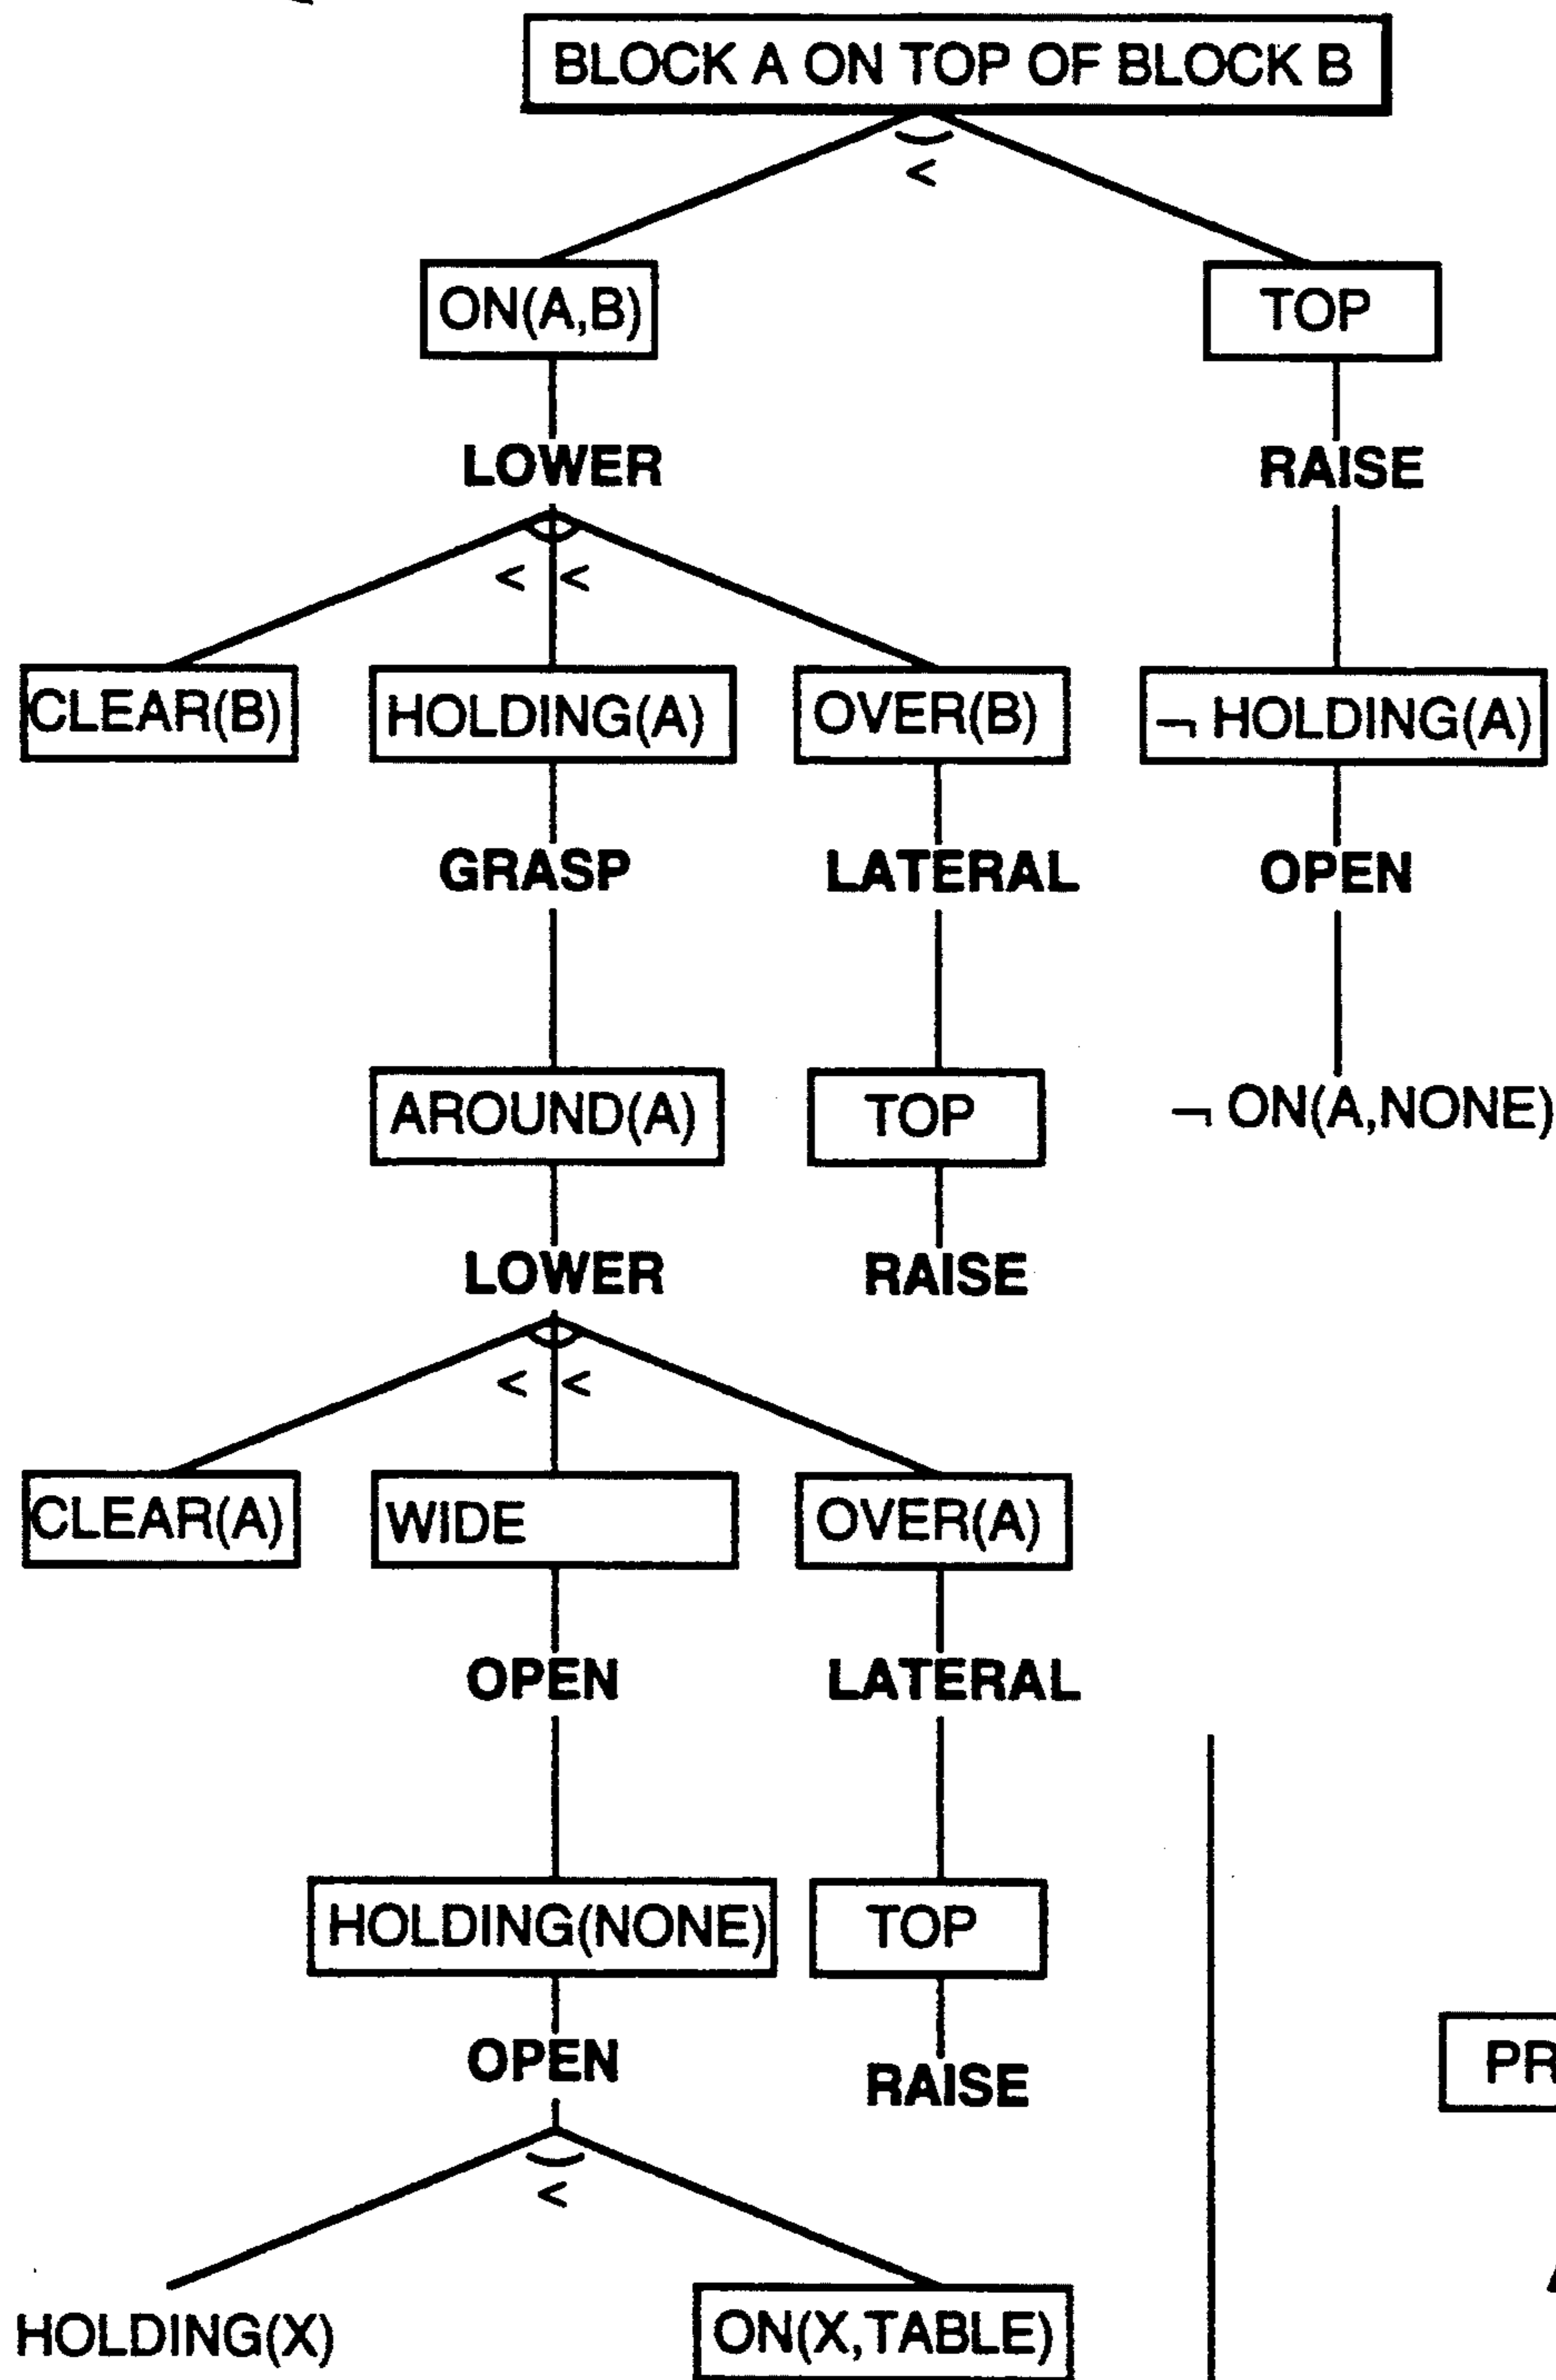 BLOCK A ON TOP OF BLOCK B
<
ON(A,B) TOP
LOWER RAISE
< <
CLEAR(B) HOLDING(A) OVER(B) ¬ HOLDING(A)
GRASP LATERAL OPEN
AROUND(A) TOP ¬ ON(A,NONE)
LOWER RAISE
< <
CLEAR(A) WIDE OVER(A)
OPEN LATERAL
HOLDING(NONE) TOP
OPEN RAISE
PR
<
HOLDING(X) ON(X,TABLE)